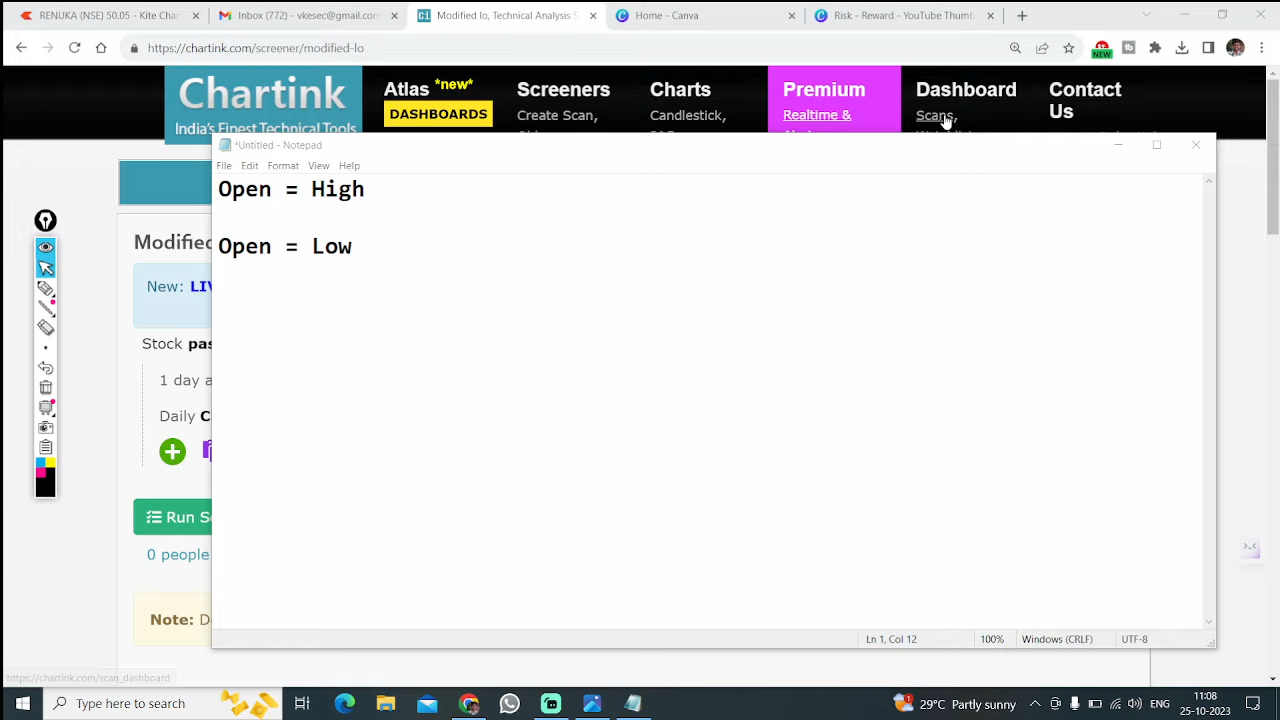 RENUKA (NSE) 50.05 - Kite Char
Inbox (772) - vkesec@gmail.com
Modified lo, Technical Analysis S
Home - Canva
Risk - Reward - YouTube Thumb
https://chartink.com/screener/modified-lo
NEW
Chartink
India's Finest Technical Tools
Atlas *new*
DASHBOARDS
Screeners
Create Scan,
Charts
Candlestick,
Premium
Realtime &
Dashboard
Scans,
Contact
Us
*Untitled - Notepad
File Edit Format View Help
Open = High
Open = Low
Modified
New: LIV
Stock pas
1 day a
Daily C
Run S
0 people
Note: D
Ln 1, Col 12
100%
Windows (CRLF)
UTF-8
https://chartink.com/scan_dashboard
Type here to search
29°C Partly sunny
ENG
11:08
25-10-2023